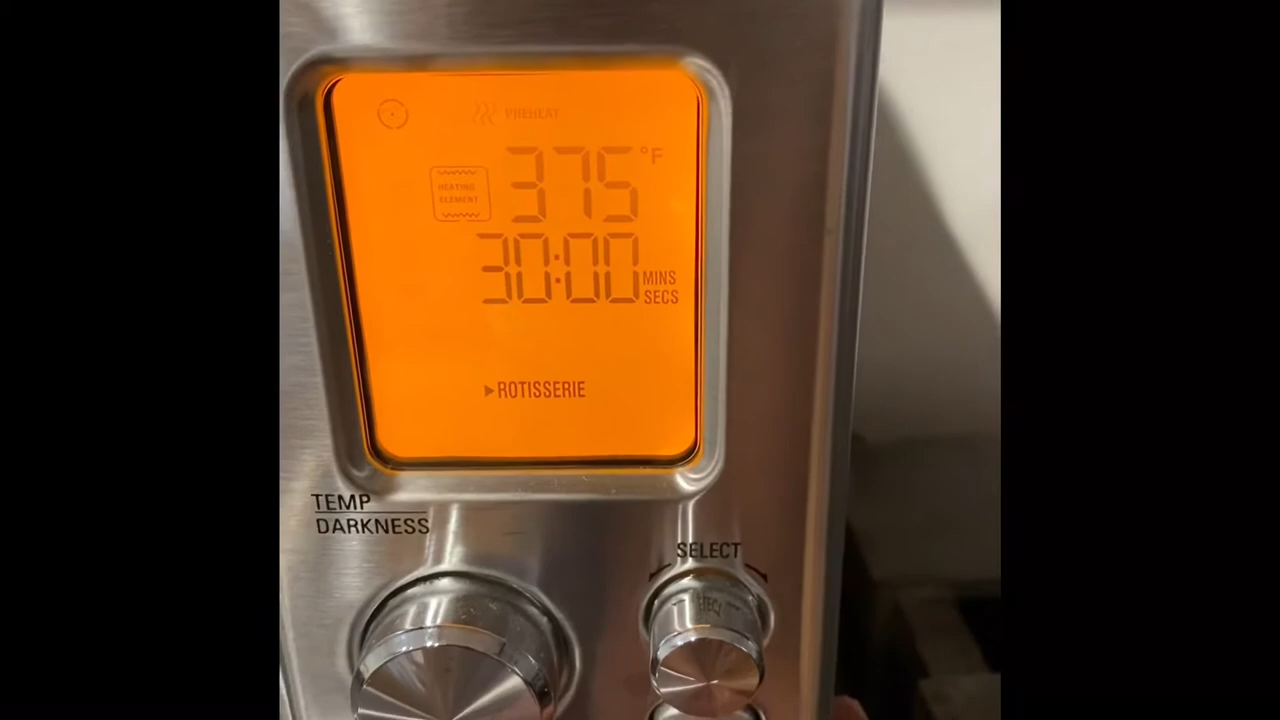 PREHEAT
375 °F
HEATING
ELEMENT
30:00 MINS
SECS
▶ROTISSERIE
TEMP
DARKNESS
SELECT